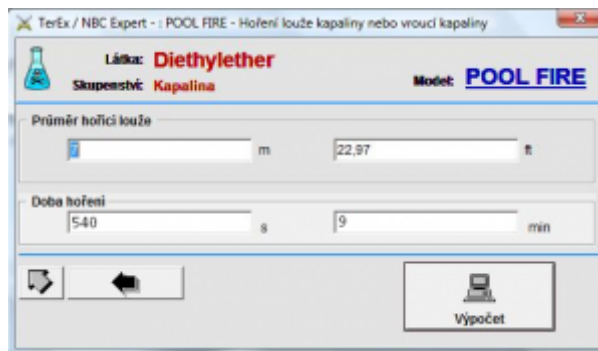 TerEx / NBC Expert - : POOL FIRE - Hoření louže kapaliny nebo vroucí kapaliny
Látka: Diethylether
Skupenství: Kapalina
Model: POOL FIRE
Průměr hořící louže
7 m 22,97 ft
Doba hoření
540 s 9 min
Výpočet